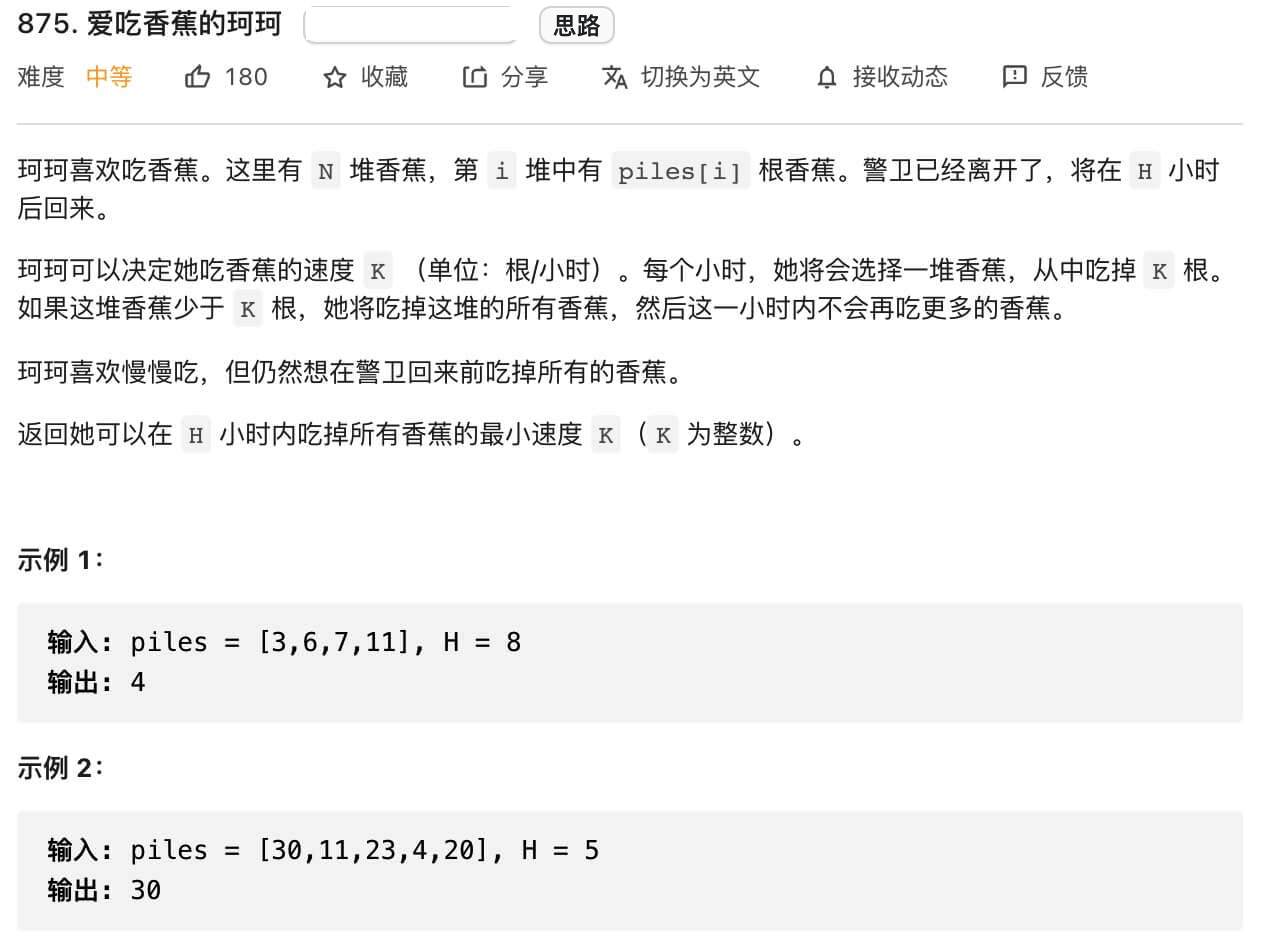 875. 爱吃香蕉的珂珂 思路
难度 中等 180 收藏 分享 切换为英文 接收动态 反馈
珂珂喜欢吃香蕉。这里有 N 堆香蕉，第 i 堆中有 piles[i] 根香蕉。警卫已经离开了，将在 H 小时
后回来。
珂珂可以决定她吃香蕉的速度 K （单位：根/小时）。每个小时，她将会选择一堆香蕉，从中吃掉 K 根。
如果这堆香蕉少于 K 根，她将吃掉这堆的所有香蕉，然后这一小时内不会再吃更多的香蕉。
珂珂喜欢慢慢吃，但仍然想在警卫回来前吃掉所有的香蕉。
返回她可以在 H 小时内吃掉所有香蕉的最小速度 K（K 为整数）。
示例 1：
输入: piles = [3,6,7,11], H = 8
输出: 4
示例 2：
输入: piles = [30,11,23,4,20], H = 5
输出: 30